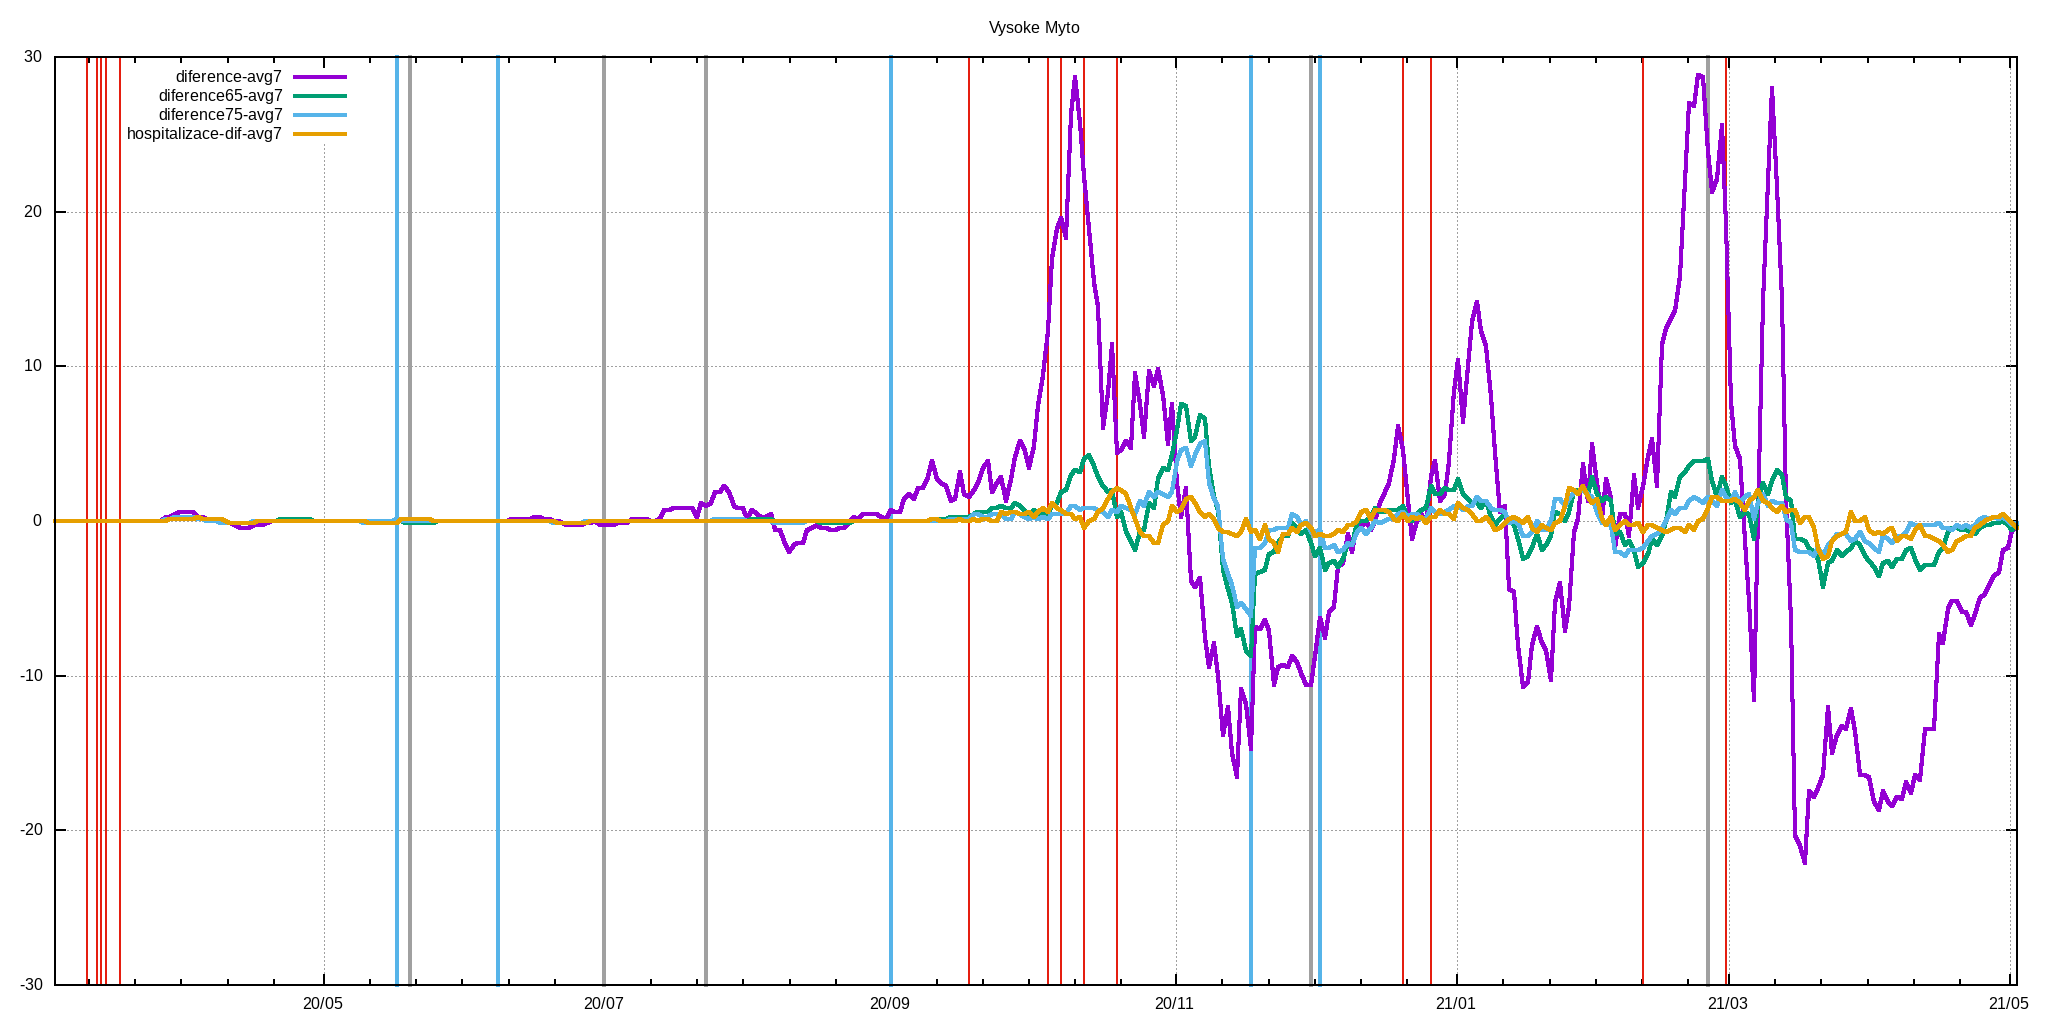 Vysoke Myto
30
diference-avg7
diference65-avg7
diference75-avg7
hospitalizace-dif-avg7
20
10
0
-10
-20
-30
20/05 20/07 20/09 20/11 21/01 21/03 21/05